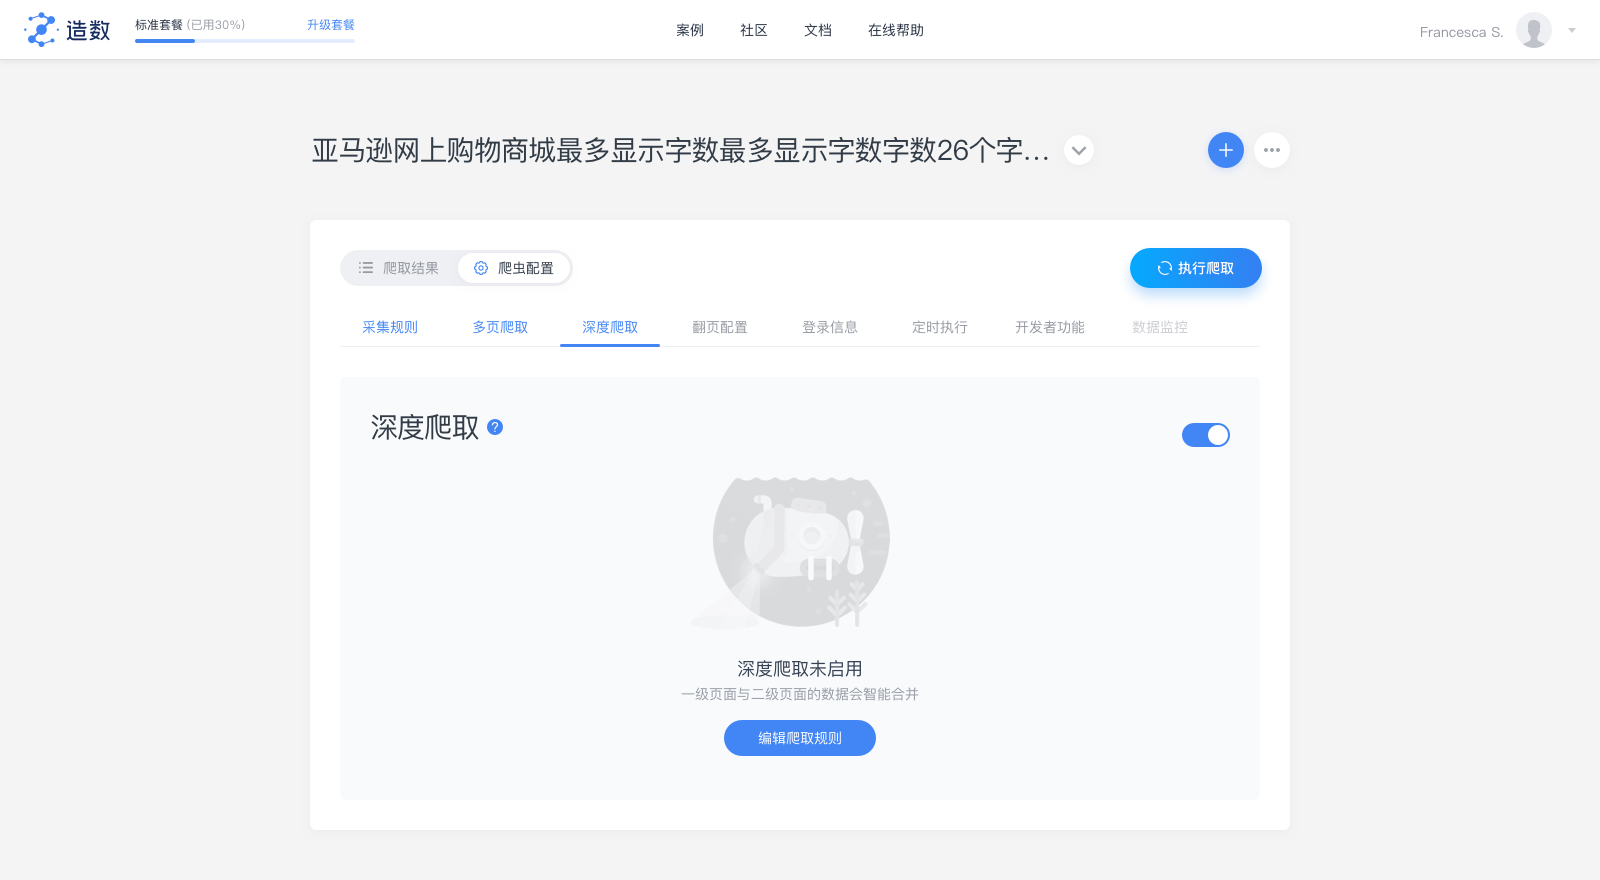 造数
标准套餐 (已用30%) 升级套餐
案例 社区 文档 在线帮助
Francesca S.
亚马逊网上购物商城最多显示字数最多显示字数字数26个字...
爬取结果 爬虫配置 执行爬取
采集规则 多页爬取 深度爬取 翻页配置 登录信息 定时执行 开发者功能 数据监控
深度爬取 ?
深度爬取未启用
一级页面与二级页面的数据会智能合并
编辑爬取规则